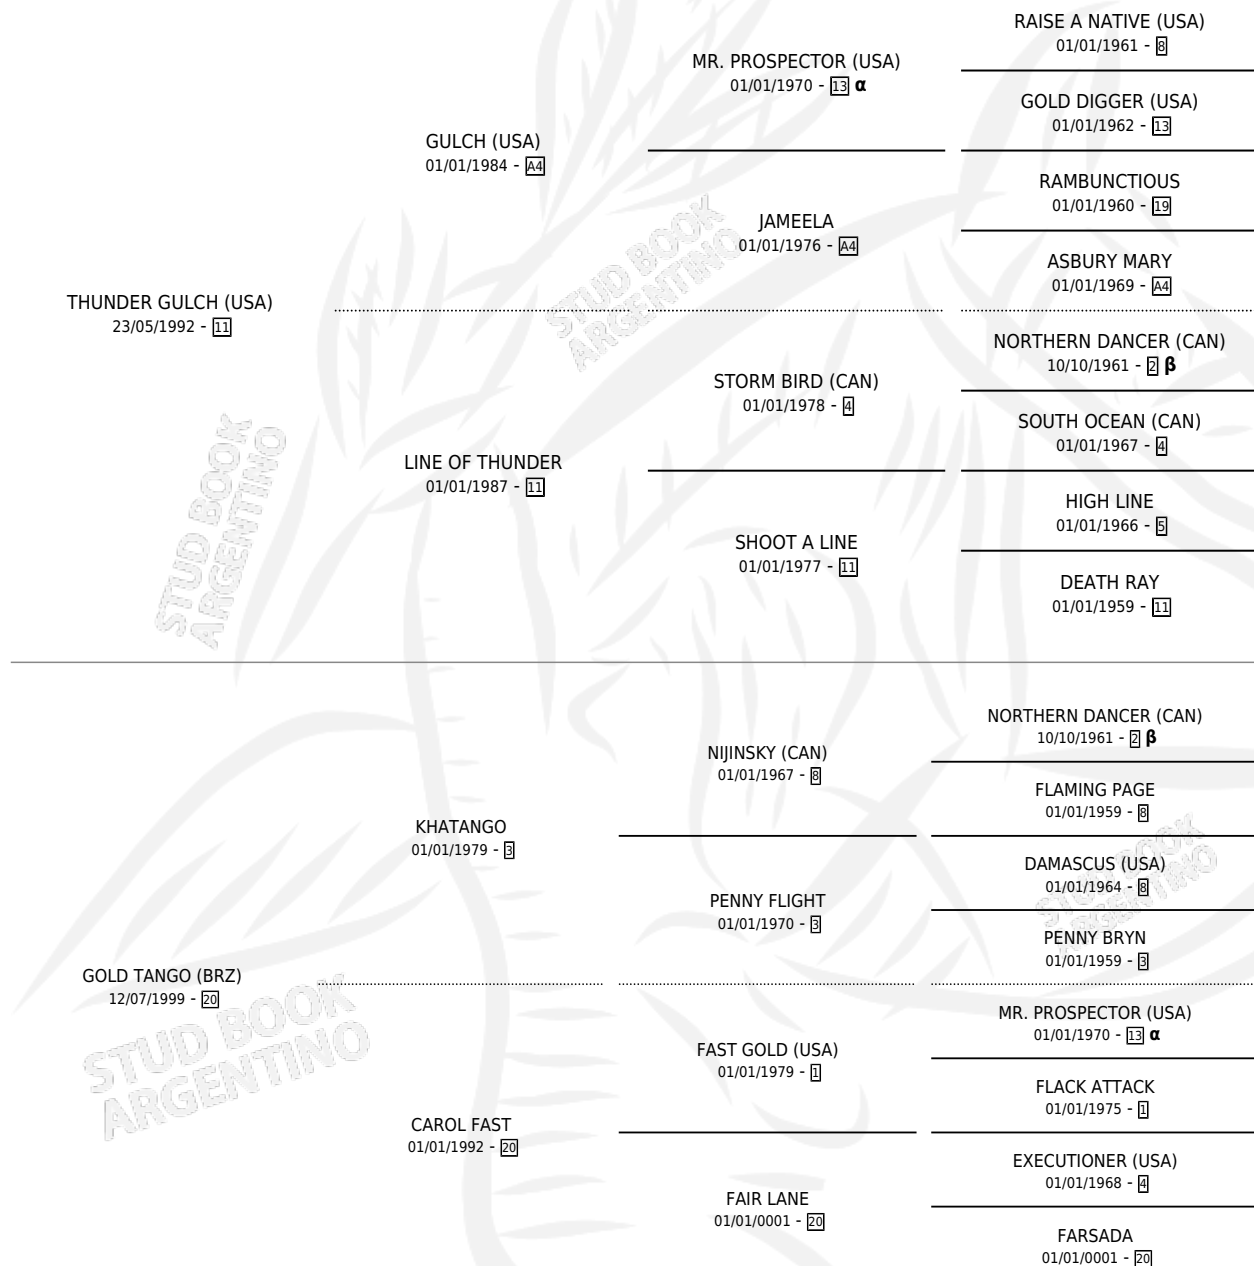 RAISE A NATIVE (USA)
01/01/1961 - 8
MR. PROSPECTOR (USA)
01/01/1970 - 13 α
GOLD DIGGER (USA)
01/01/1962 - 13
GULCH (USA)
01/01/1984 - A4
RAMBUNCTIOUS
01/01/1960 - 19
JAMEELA
01/01/1976 - A4
ASBURY MARY
01/01/1969 - A4
THUNDER GULCH (USA)
23/05/1992 - 11
NORTHERN DANCER (CAN)
10/10/1961 - 2 β
STORM BIRD (CAN)
01/01/1978 - 4
SOUTH OCEAN (CAN)
01/01/1967 - 4
LINE OF THUNDER
01/01/1987 - 11
HIGH LINE
01/01/1966 - 5
SHOOT A LINE
01/01/1977 - 11
DEATH RAY
01/01/1959 - 11
NORTHERN DANCER (CAN)
10/10/1961 - 2 β
NIJINSKY (CAN)
01/01/1967 - 8
FLAMING PAGE
01/01/1959 - 8
KHATANGO
01/01/1979 - 3
DAMASCUS (USA)
01/01/1964 - 8
PENNY FLIGHT
01/01/1970 - 3
PENNY BRYN
01/01/1959 - 3
GOLD TANGO (BRZ)
12/07/1999 - 20
MR. PROSPECTOR (USA)
01/01/1970 - 13 α
FAST GOLD (USA)
01/01/1979 - 1
FLACK ATTACK
01/01/1975 - 1
CAROL FAST
01/01/1992 - 20
EXECUTIONER (USA)
01/01/1968 - 4
FAIR LANE
01/01/0001 - 20
FARSADA
01/01/0001 - 20
STUD BOOK
ARGENTINO
STUD BOOK
ARGENTINO
STUD BOOK
ARGENTINO
STUD BOOK
ARGENTINO